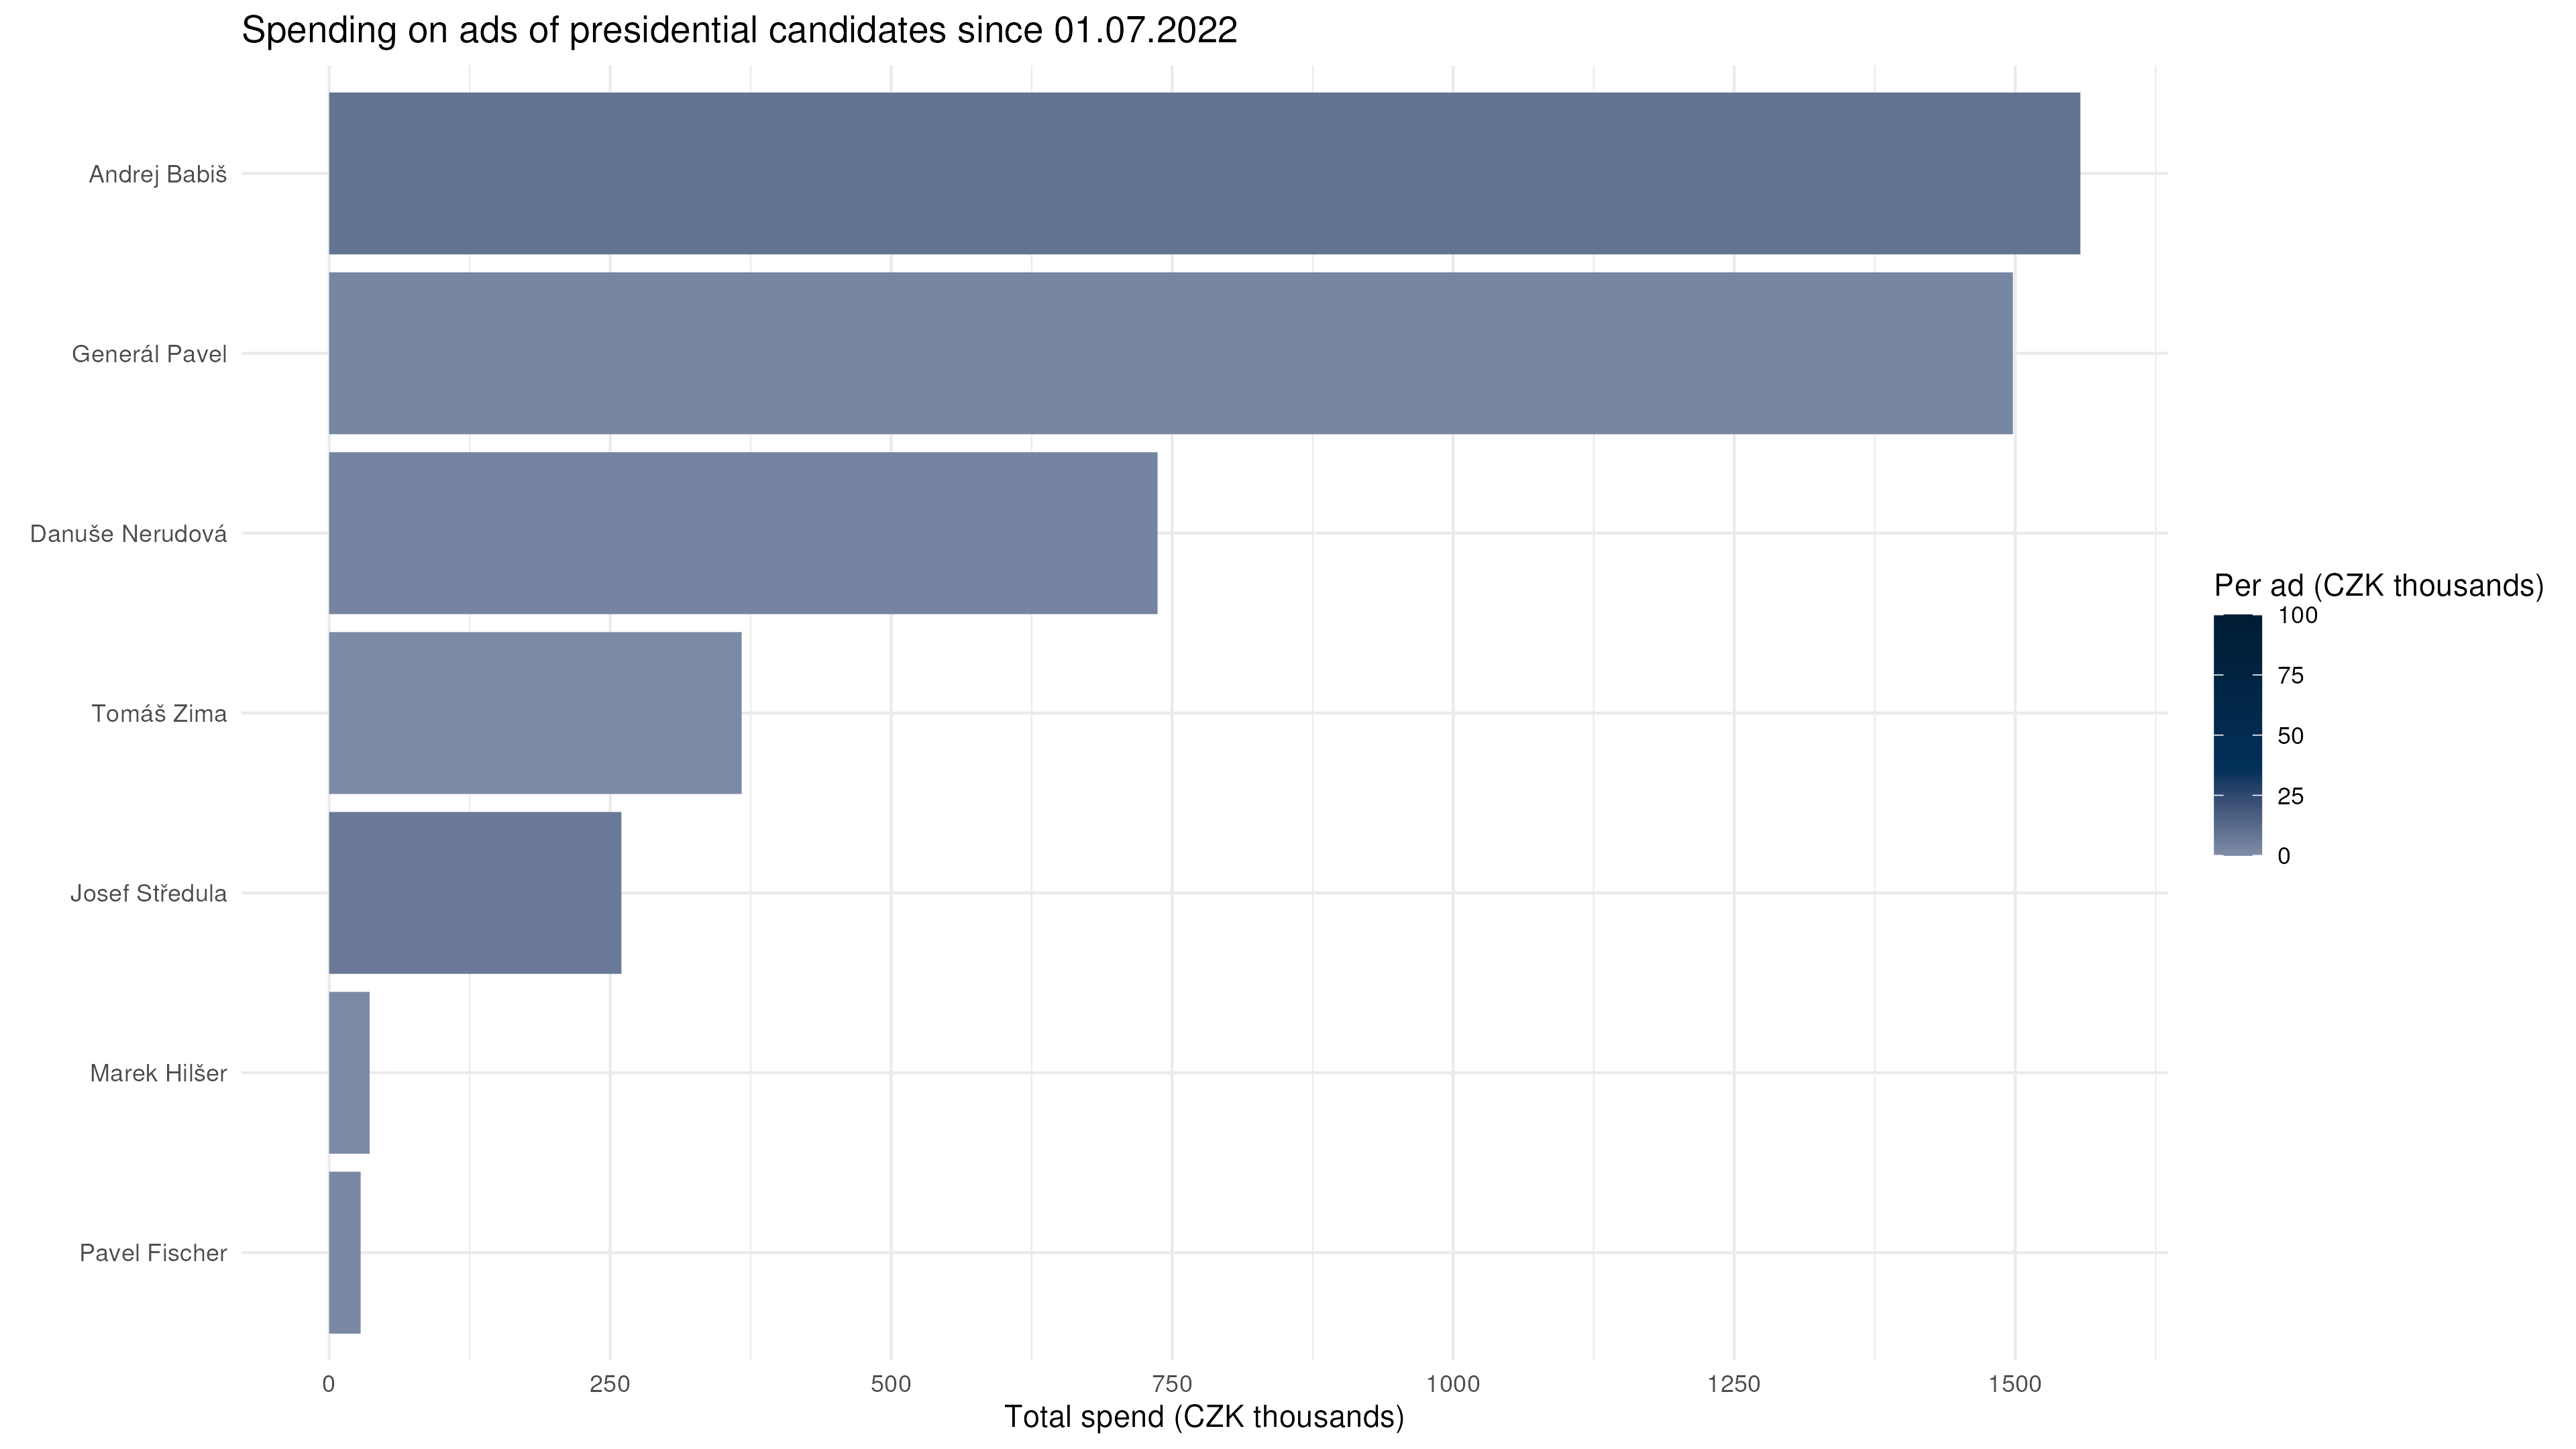 Spending on ads of presidential candidates since 01.07.2022
Andrej Babiš
Generál Pavel
Danuše Nerudová
Tomáš Zima
Josef Středula
Marek Hilšer
Pavel Fischer
0 250 500 750 1000 1250 1500
Total spend (CZK thousands)
Per ad (CZK thousands)
100
75
50
25
0